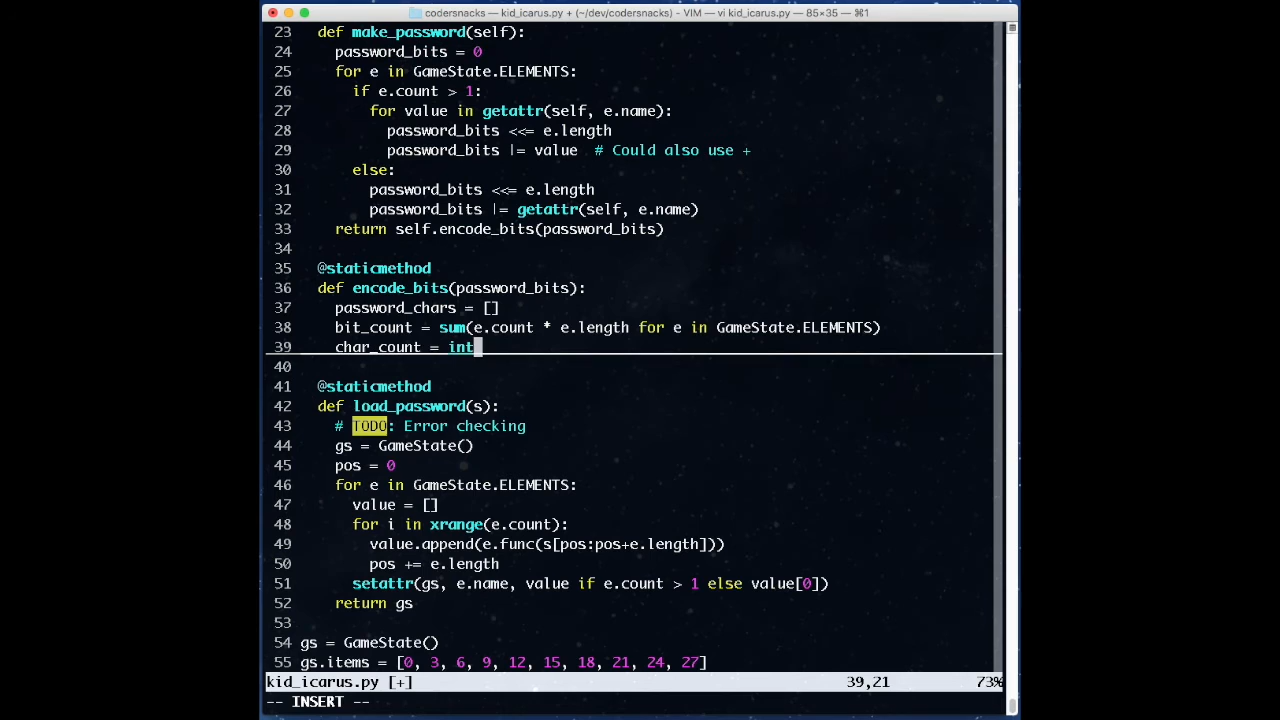 codersnacks — kid_icarus.py + (~/dev/codersnacks) - VIM — vi kid_icarus.py — 85×35 — ⌘1
23 def make_password(self):
24 password_bits = 0
25 for e in GameState.ELEMENTS:
26 if e.count > 1:
27 for value in getattr(self, e.name):
28 password_bits <<= e.length
29 password_bits |= value # Could also use +
30 else:
31 password_bits <<= e.length
32 password_bits |= getattr(self, e.name)
33 return self.encode_bits(password_bits)
34
35 @staticmethod
36 def encode_bits(password_bits):
37 password_chars = []
38 bit_count = sum(e.count * e.length for e in GameState.ELEMENTS)
39 char_count = int
40
41 @staticmethod
42 def load_password(s):
43 # TODO: Error checking
44 gs = GameState()
45 pos = 0
46 for e in GameState.ELEMENTS:
47 value = []
48 for i in xrange(e.count):
49 value.append(e.func(s[pos:pos+e.length]))
50 pos += e.length
51 setattr(gs, e.name, value if e.count > 1 else value[0])
52 return gs
53
54 gs = GameState()
55 gs.items = [0, 3, 6, 9, 12, 15, 18, 21, 24, 27]
kid_icarus.py [+] 39,21 73%
-- INSERT --